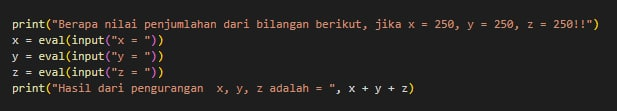 print("Berapa nilai penjumlahan dari bilangan berikut, jika x = 250, y = 250, z = 250!!")
x = eval(input("x = "))
y = eval(input("y = "))
z = eval(input("z = "))
print("Hasil dari pengurangan  x, y, z adalah = ", x + y + z)